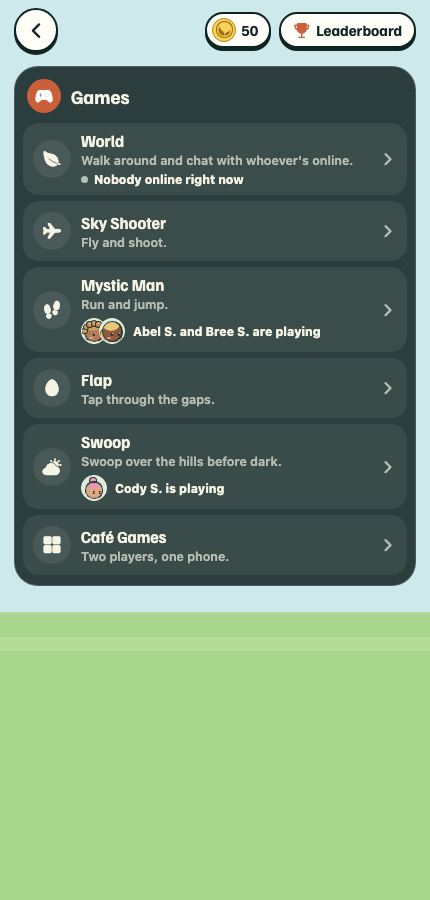 50
Leaderboard
Games
World
Walk around and chat with whoever's online.
Nobody online right now
Sky Shooter
Fly and shoot.
Mystic Man
Run and jump.
Abel S. and Bree S. are playing
Flap
Tap through the gaps.
Swoop
Swoop over the hills before dark.
Cody S. is playing
Café Games
Two players, one phone.